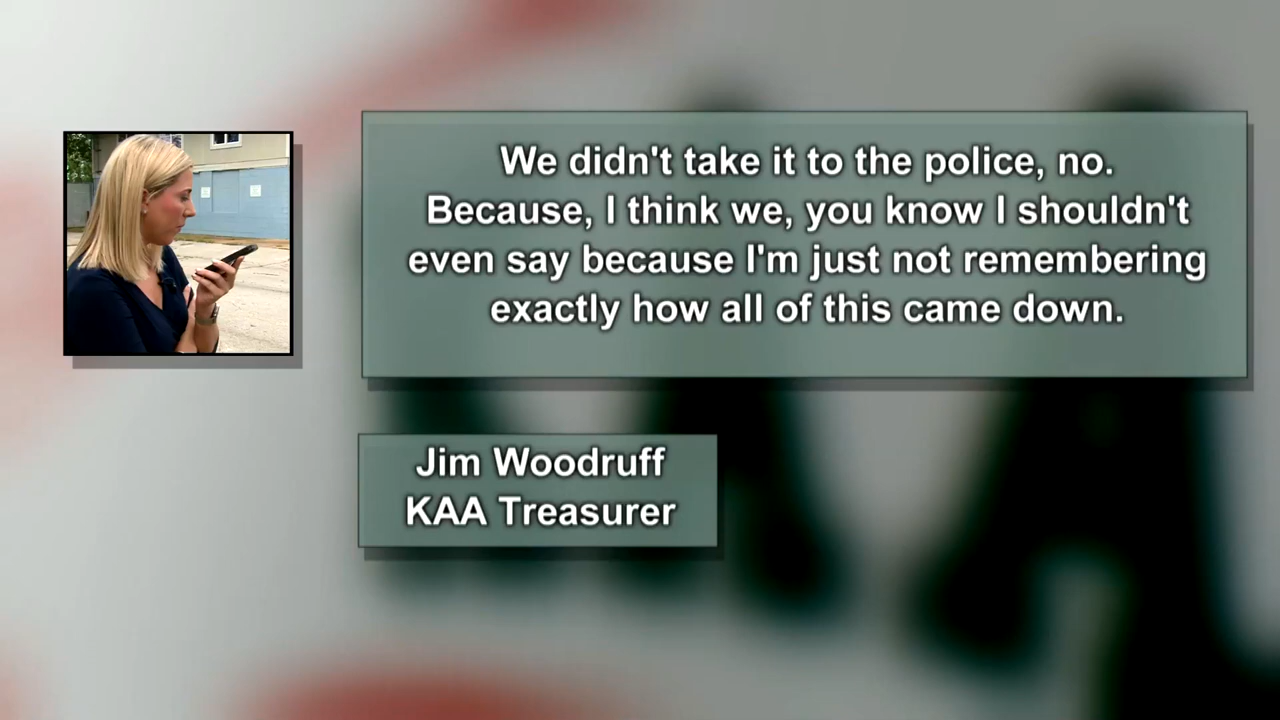 We didn't take it to the police, no.
Because, I think we, you know I shouldn't
even say because I'm just not remembering
exactly how all of this came down.
Jim Woodruff
KAA Treasurer